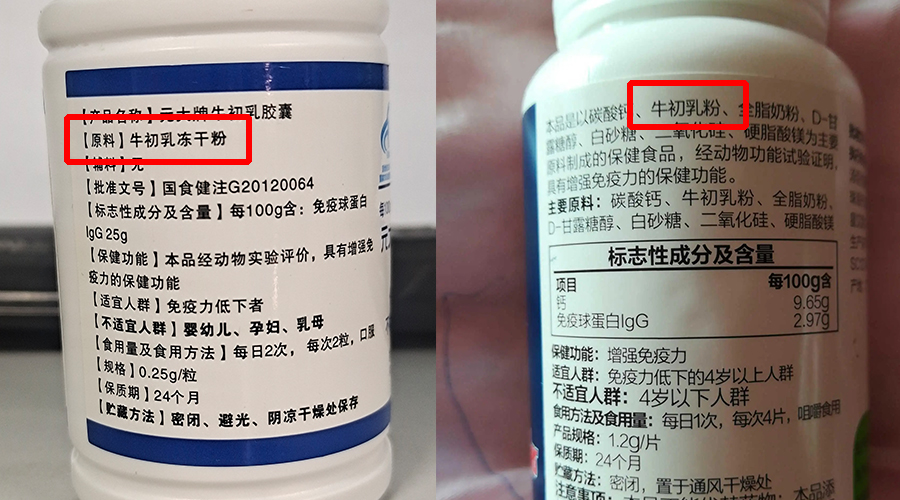 【产品名称】元大牌牛初乳胶囊
【原料】牛初乳冻干粉
【辅料】无
【批准文号】国食健注G20120064
【标志性成分及含量】每100g含：免疫球蛋白
IgG 25g
【保健功能】本品经动物实验评价，具有增强免
疫力的保健功能
【适宜人群】免疫力低下者
【不适宜人群】婴幼儿、孕妇、乳母
【食用量及食用方法】每日2次，每次2粒，口服
【规格】0.25g/粒
【保质期】24个月
【贮藏方法】密闭、避光、阴凉干燥处保存
本品是以碳酸钙、牛初乳粉、全脂奶粉、D-甘
露糖醇、白砂糖、二氧化硅、硬脂酸镁为主要
原料制成的保健食品，经动物功能试验证明，
具有增强免疫力的保健功能。
主要原料：碳酸钙、牛初乳粉、全脂奶粉、
D-甘露糖醇、白砂糖、二氧化硅、硬脂酸镁
标志性成分及含量
项目 每100g含
钙 9.65g
免疫球蛋白IgG 2.97g
保健功能：增强免疫力
适宜人群：免疫力低下的4岁以上人群
不适宜人群：4岁以下人群
食用方法及食用量：每日1次，每次4片，咀嚼食用
产品规格：1.2g/片
保质期：24个月
贮藏方法：密闭，置于通风干燥处
注意事项：本品